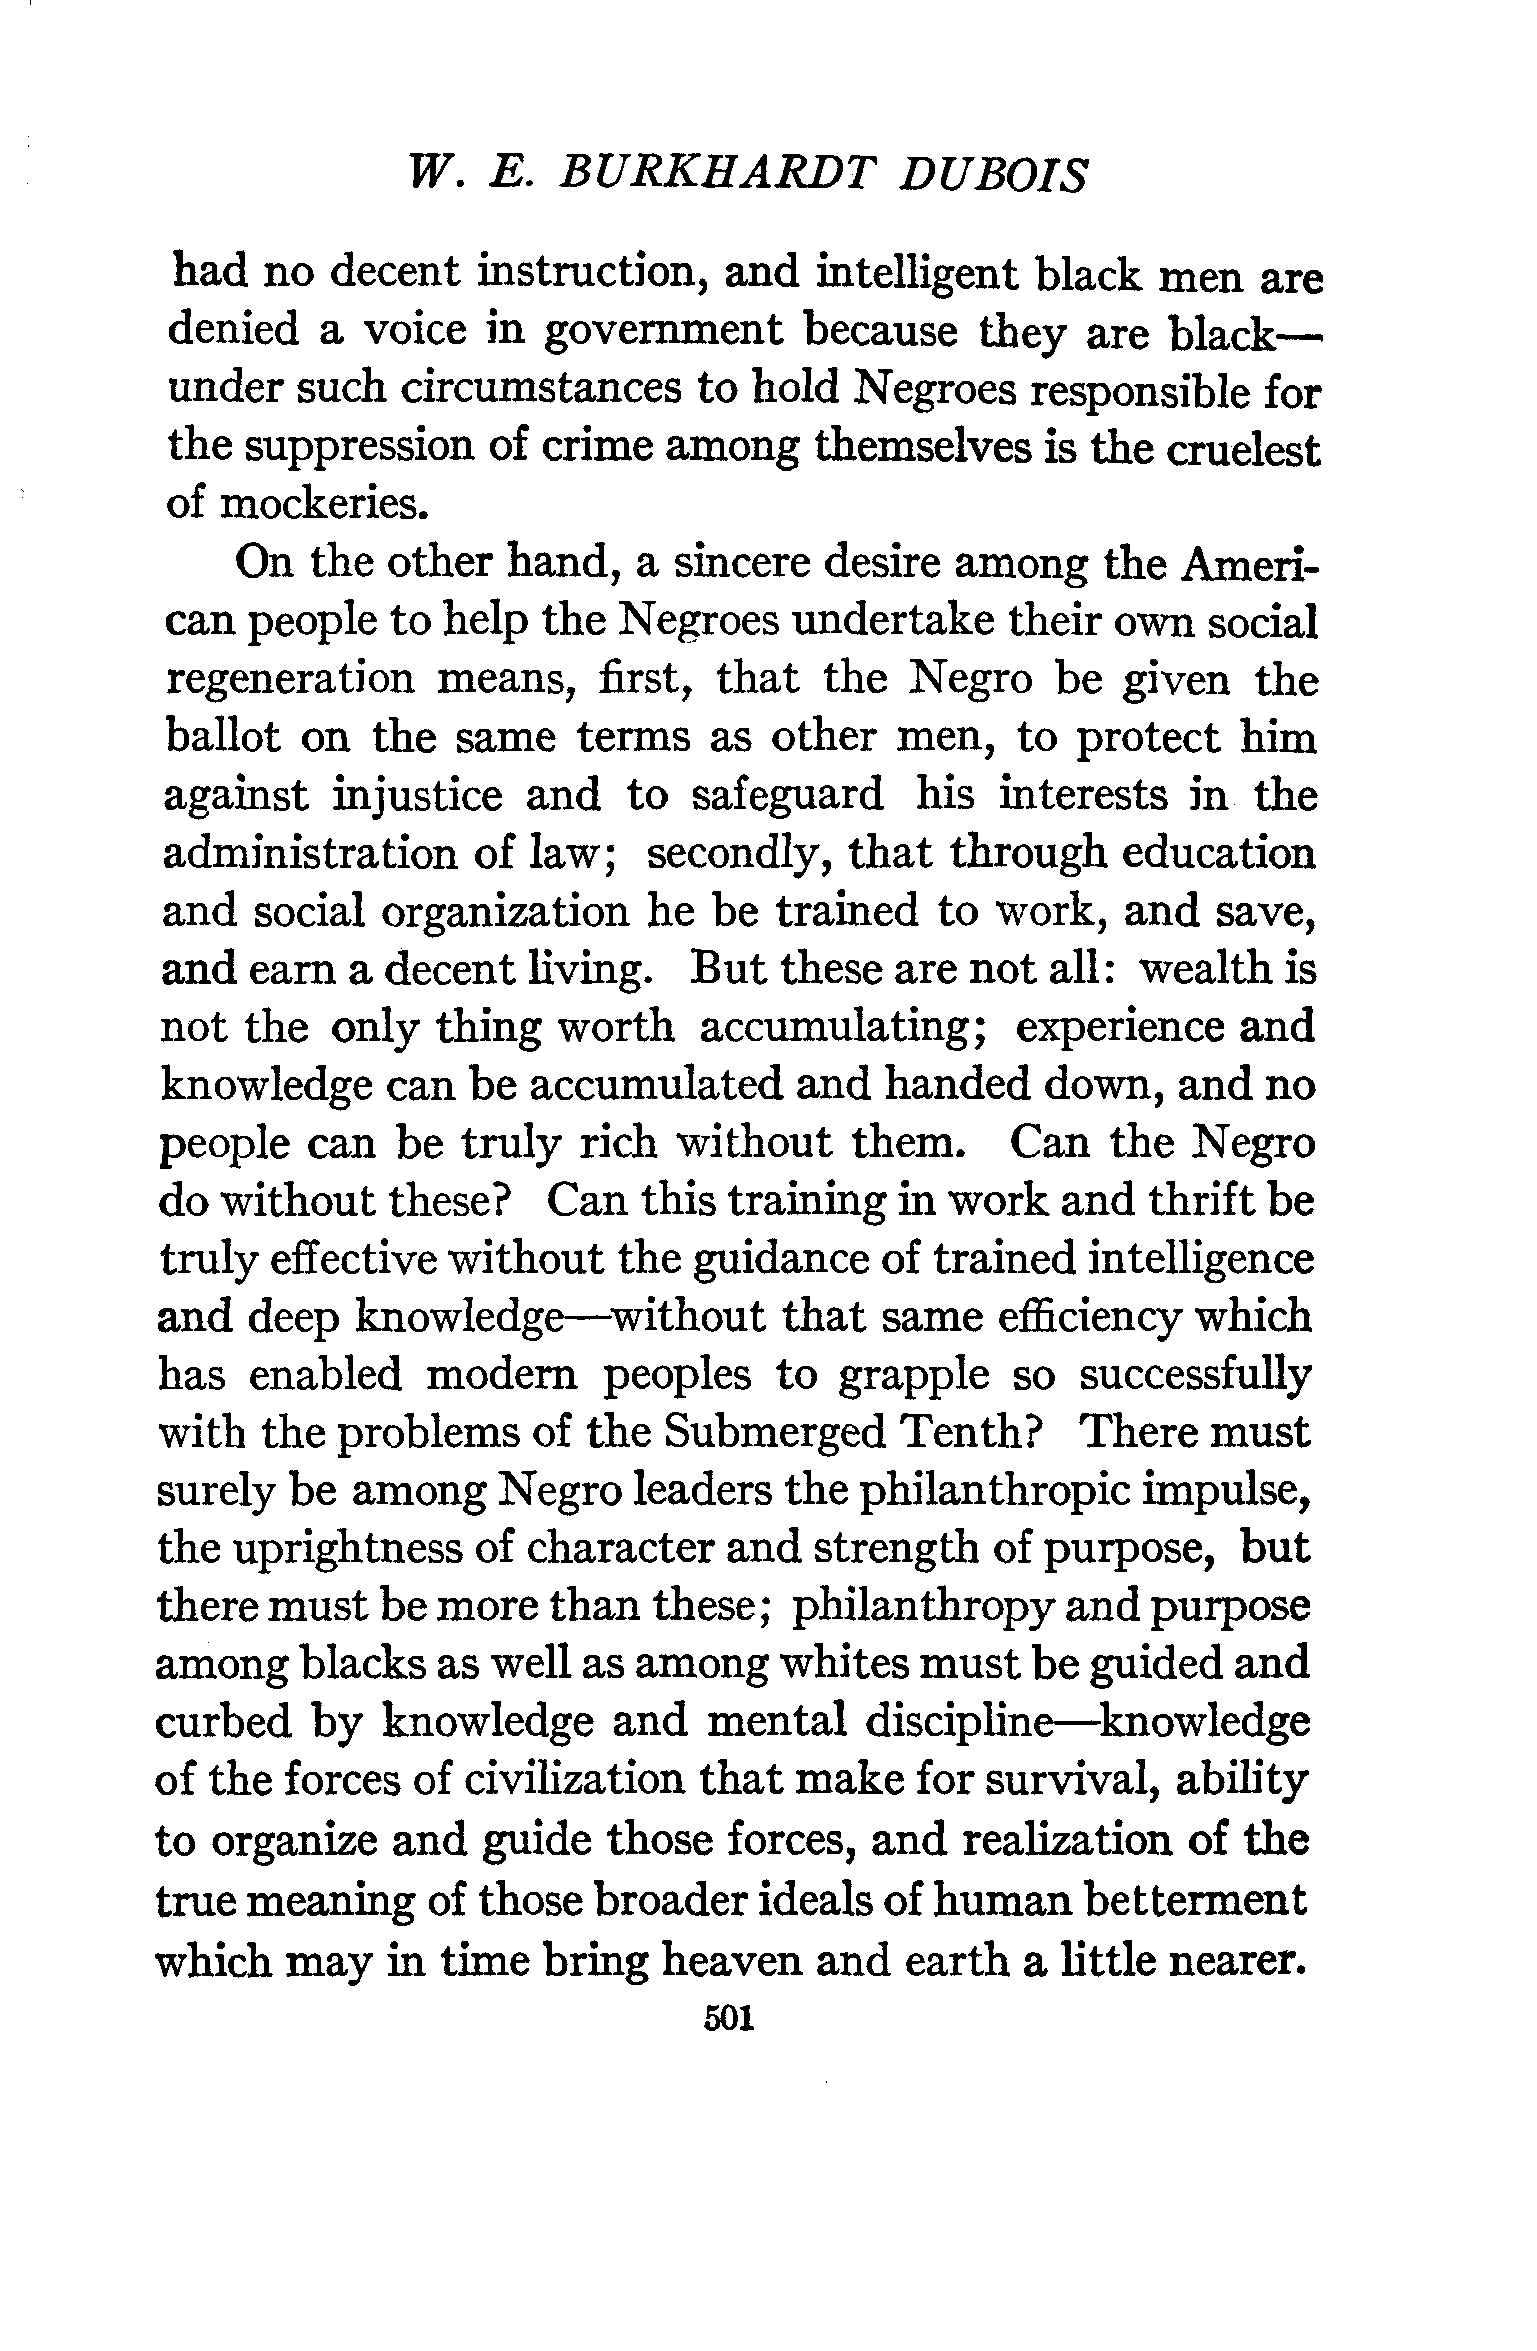 W. E. BURKHARDT DUBOIS
had no decent instruction, and intelligent black men are
denied a voice in government because they are black—
under such circumstances to hold Negroes responsible for
the suppression of crime among themselves is the cruelest
of mockeries.
On the other hand, a sincere desire among the Ameri-
can people to help the Negroes undertake their own social
regeneration means, first, that the Negro be given the
ballot on the same terms as other men, to protect him
against injustice and to safeguard his interests in the
administration of law; secondly, that through education
and social organization he be trained to work, and save,
and earn a decent living. But these are not all: wealth is
not the only thing worth accumulating; experience and
knowledge can be accumulated and handed down, and no
people can be truly rich without them. Can the Negro
do without these? Can this training in work and thrift be
truly effective without the guidance of trained intelligence
and deep knowledge—without that same efficiency which
has enabled modern peoples to grapple so successfully
with the problems of the Submerged Tenth? There must
surely be among Negro leaders the philanthropic impulse,
the uprightness of character and strength of purpose, but
there must be more than these; philanthropy and purpose
among blacks as well as among whites must be guided and
curbed by knowledge and mental discipline—knowledge
of the forces of civilization that make for survival, ability
to organize and guide those forces, and realization of the
true meaning of those broader ideals of human betterment
which may in time bring heaven and earth a little nearer.
501